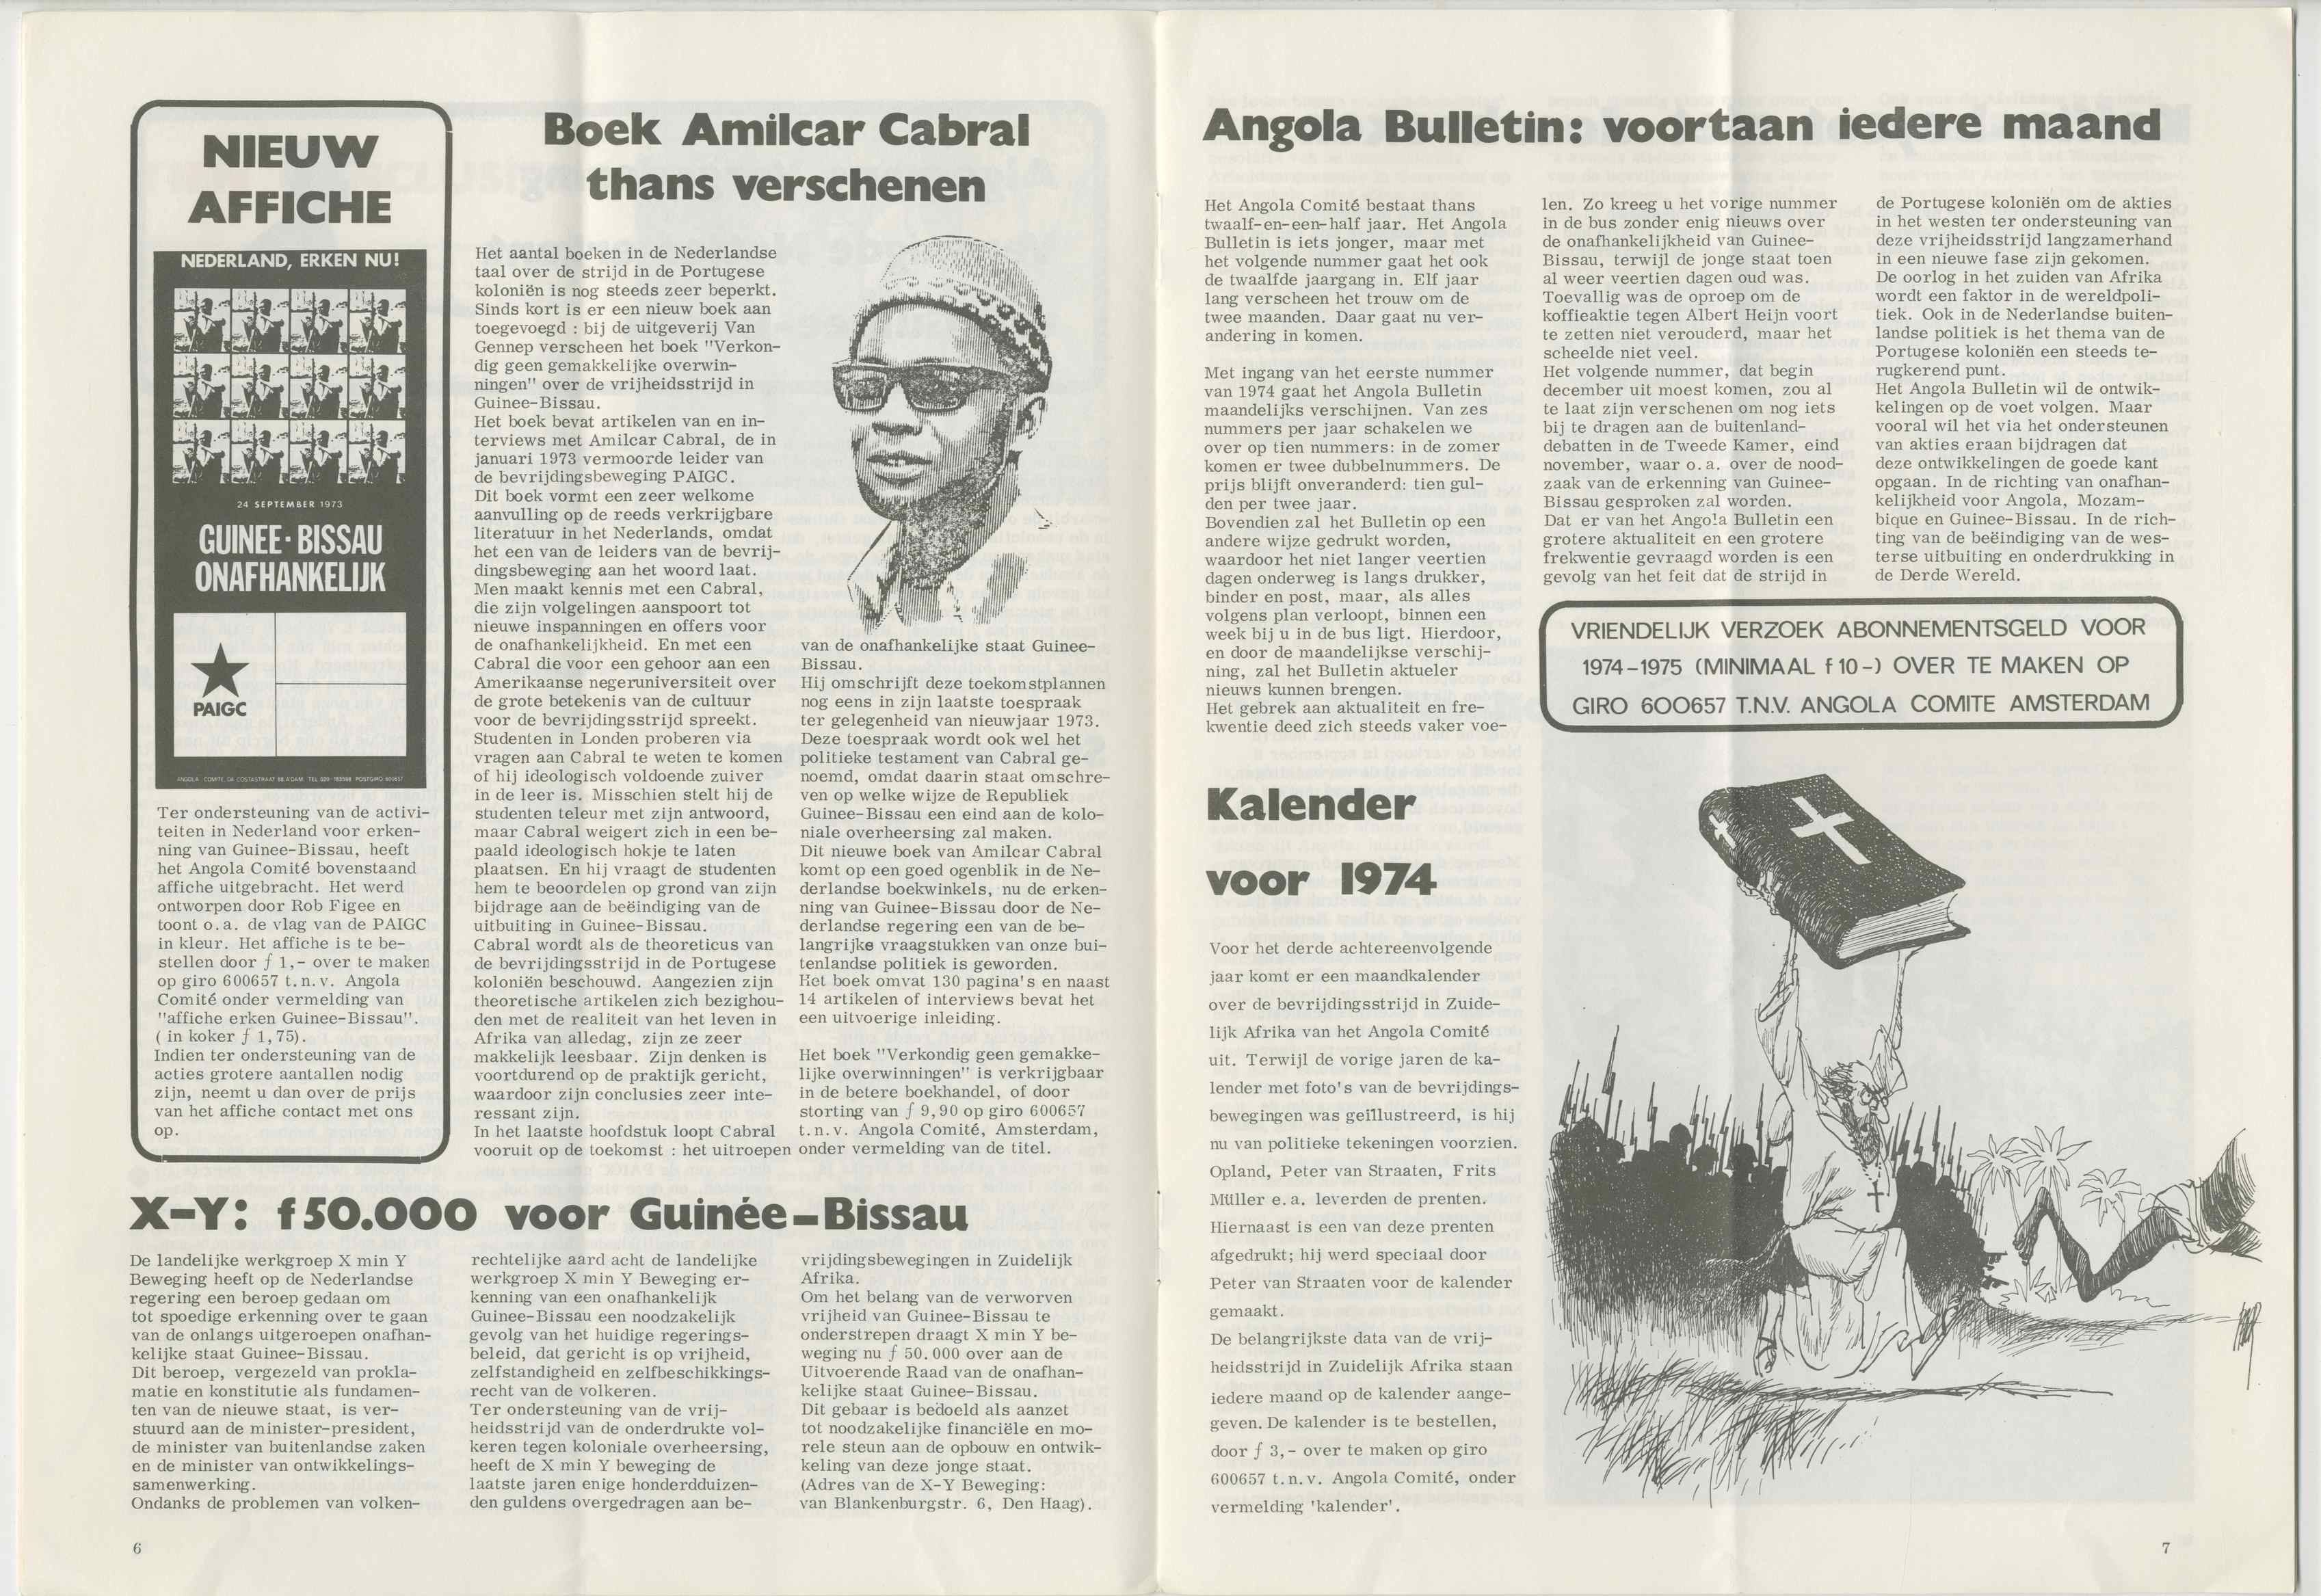 NIEUW
AFFICHE
NEDERLAND, ERKEN NU!
24 SEPTEMBER 1973
GUINEE·BISSAU
ONAFHANKELIJK
PAIGC
ANGOLA COMITE, DA COSTASTRAAT 88, A'DAM. TEL 020-183598 POSTGIRO 600657
Ter ondersteuning van de activi-
teiten in Nederland voor erken-
ning van Guinee-Bissau, heeft
het Angola Comité bovenstaand
affiche uitgebracht. Het werd
ontworpen door Rob Figee en
toont o.a. de vlag van de PAIGC
in kleur. Het affiche is te be-
stellen door ƒ 1,- over te maken
op giro 600657 t.n.v. Angola
Comité onder vermelding van
"affiche erken Guinee-Bissau".
( in koker ƒ 1,75).
Indien ter ondersteuning van de
acties grotere aantallen nodig
zijn, neemt u dan over de prijs
van het affiche contact met ons
op.
Boek Amilcar Cabral
thans verschenen
Het aantal boeken in de Nederlandse
taal over de strijd in de Portugese
koloniën is nog steeds zeer beperkt.
Sinds kort is er een nieuw boek aan
toegevoegd : bij de uitgeverij Van
Gennep verscheen het boek "Verkon-
dig geen gemakkelijke overwin-
ningen" over de vrijheidsstrijd in
Guinee-Bissau.
Het boek bevat artikelen van en in-
terviews met Amilcar Cabral, de in
januari 1973 vermoorde leider van
de bevrijdingsbeweging PAIGC.
Dit boek vormt een zeer welkome
aanvulling op de reeds verkrijgbare
literatuur in het Nederlands, omdat
het een van de leiders van de bevrij-
dingsbeweging aan het woord laat.
Men maakt kennis met een Cabral,
die zijn volgelingen aanspoort tot
nieuwe inspanningen en offers voor
de onafhankelijkheid. En met een
Cabral die voor een gehoor aan een
Amerikaanse negeruniversiteit over
de grote betekenis van de cultuur
voor de bevrijdingsstrijd spreekt.
Studenten in Londen proberen via
vragen aan Cabral te weten te komen
of hij ideologisch voldoende zuiver
in de leer is. Misschien stelt hij de
studenten teleur met zijn antwoord,
maar Cabral weigert zich in een be-
paald ideologisch hokje te laten
plaatsen. En hij vraagt de studenten
hem te beoordelen op grond van zijn
bijdrage aan de beëindiging van de
uitbuiting in Guinee-Bissau.
Cabral wordt als de theoreticus van
de bevrijdingsstrijd in de Portugese
koloniën beschouwd. Aangezien zijn
theoretische artikelen zich bezighou-
den met de realiteit van het leven in
Afrika van alledag, zijn ze zeer
makkelijk leesbaar. Zijn denken is
voortdurend op de praktijk gericht,
waardoor zijn conclusies zeer inte-
ressant zijn.
In het laatste hoofdstuk loopt Cabral
vooruit op de toekomst : het uitroepen
van de onafhankelijke staat Guinee-
Bissau.
Hij omschrijft deze toekomstplannen
nog eens in zijn laatste toespraak
ter gelegenheid van nieuwjaar 1973.
Deze toespraak wordt ook wel het
politieke testament van Cabral ge-
noemd, omdat daarin staat omschre-
ven op welke wijze de Republiek
Guinee-Bissau een eind aan de kolo-
niale overheersing zal maken.
Dit nieuwe boek van Amilcar Cabral
komt op een goed ogenblik in de Ne-
derlandse boekwinkels, nu de erken-
ning van Guinee-Bissau door de Ne-
derlandse regering een van de be-
langrijke vraagstukken van onze bui-
tenlandse politiek is geworden.
Het boek omvat 130 pagina's en naast
14 artikelen of interviews bevat het
een uitvoerige inleiding.
Het boek "Verkondig geen gemakke-
lijke overwinningen" is verkrijgbaar
in de betere boekhandel, of door
storting van ƒ 9,90 op giro 600657
t.n.v. Angola Comité, Amsterdam,
onder vermelding van de titel.
X-Y: f50.000 voor Guinée-Bissau
De landelijke werkgroep X min Y
Beweging heeft op de Nederlandse
regering een beroep gedaan om
tot spoedige erkenning over te gaan
van de onlangs uitgeroepen onafhan-
kelijke staat Guinee-Bissau.
Dit beroep, vergezeld van prokla-
matie en konstitutie als fundamen-
ten van de nieuwe staat, is ver-
stuurd aan de minister-president,
de minister van buitenlandse zaken
en de minister van ontwikkelings-
samenwerking.
Ondanks de problemen van volken-
rechtelijke aard acht de landelijke
werkgroep X min Y Beweging er-
kenning van een onafhankelijk
Guinee-Bissau een noodzakelijk
gevolg van het huidige regerings-
beleid, dat gericht is op vrijheid,
zelfstandigheid en zelfbeschikkings-
recht van de volkeren.
Ter ondersteuning van de vrij-
heidsstrijd van de onderdrukte vol-
keren tegen koloniale overheersing,
heeft de X min Y beweging de
laatste jaren enige honderdduizen-
den guldens overgedragen aan be-
vrijdingsbewegingen in Zuidelijk
Afrika.
Om het belang van de verworven
vrijheid van Guinee-Bissau te
onderstrepen draagt X min Y be-
weging nu ƒ 50.000 over aan de
Uitvoerende Raad van de onafhan-
kelijke staat Guinee-Bissau.
Dit gebaar is bedoeld als aanzet
tot noodzakelijke financiële en mo-
rele steun aan de opbouw en ontwik-
keling van deze jonge staat.
(Adres van de X-Y Beweging:
van Blankenburgstr. 6, Den Haag).
6
Angola Bulletin: voortaan iedere maand
Het Angola Comité bestaat thans
twaalf-en-een-half jaar. Het Angola
Bulletin is iets jonger, maar met
het volgende nummer gaat het ook
de twaalfde jaargang in. Elf jaar
lang verscheen het trouw om de
twee maanden. Daar gaat nu ver-
andering in komen.
Met ingang van het eerste nummer
van 1974 gaat het Angola Bulletin
maandelijks verschijnen. Van zes
nummers per jaar schakelen we
over op tien nummers: in de zomer
komen er twee dubbelnummers. De
prijs blijft onveranderd: tien gul-
den per twee jaar.
Bovendien zal het Bulletin op een
andere wijze gedrukt worden,
waardoor het niet langer veertien
dagen onderweg is langs drukker,
binder en post, maar, als alles
volgens plan verloopt, binnen een
week bij u in de bus ligt. Hierdoor,
en door de maandelijkse verschij-
ning, zal het Bulletin aktueler
nieuws kunnen brengen.
Het gebrek aan aktualiteit en fre-
kwentie deed zich steeds vaker voe-
len. Zo kreeg u het vorige nummer
in de bus zonder enig nieuws over
de onafhankelijkheid van Guinee-
Bissau, terwijl de jonge staat toen
al weer veertien dagen oud was.
Toevallig was de oproep om de
koffieaktie tegen Albert Heijn voort
te zetten niet verouderd, maar het
scheelde niet veel.
Het volgende nummer, dat begin
december uit moest komen, zou al
te laat zijn verschenen om nog iets
bij te dragen aan de buitenland-
debatten in de Tweede Kamer, eind
november, waar o.a. over de nood-
zaak van de erkenning van Guinee-
Bissau gesproken zal worden.
Dat er van het Angola Bulletin een
grotere aktualiteit en een grotere
frekwentie gevraagd worden is een
gevolg van het feit dat de strijd in
de Portugese koloniën om de akties
in het westen ter ondersteuning van
deze vrijheidsstrijd langzamerhand
in een nieuwe fase zijn gekomen.
De oorlog in het zuiden van Afrika
wordt een faktor in de wereldpoli-
tiek. Ook in de Nederlandse buiten-
landse politiek is het thema van de
Portugese koloniën een steeds te-
rugkerend punt.
Het Angola Bulletin wil de ontwik-
kelingen op de voet volgen. Maar
vooral wil het via het ondersteunen
van akties eraan bijdragen dat
deze ontwikkelingen de goede kant
opgaan. In de richting van onafhan-
kelijkheid voor Angola, Mozam-
bique en Guinee-Bissau. In de rich-
ting van de beëindiging van de wes-
terse uitbuiting en onderdrukking in
de Derde Wereld.
VRIENDELIJK VERZOEK ABONNEMENTSGELD VOOR
1974-1975 (MINIMAAL f 10-) OVER TE MAKEN OP
GIRO 600657 T.N.V. ANGOLA COMITE AMSTERDAM
Kalender
voor 1974
Voor het derde achtereenvolgende
jaar komt er een maandkalender
over de bevrijdingsstrijd in Zuide-
lijk Afrika van het Angola Comité
uit. Terwijl de vorige jaren de ka-
lender met foto's van de bevrijdings-
bewegingen was geïllustreerd, is hij
nu van politieke tekeningen voorzien.
Opland, Peter van Straaten, Frits
Müller e.a. leverden de prenten.
Hiernaast is een van deze prenten
afgedrukt; hij werd speciaal door
Peter van Straaten voor de kalender
gemaakt.
De belangrijkste data van de vrij-
heidsstrijd in Zuidelijk Afrika staan
iedere maand op de kalender aange-
geven. De kalender is te bestellen,
door ƒ 3,- over te maken op giro
600657 t.n.v. Angola Comité, onder
vermelding 'kalender'.
7